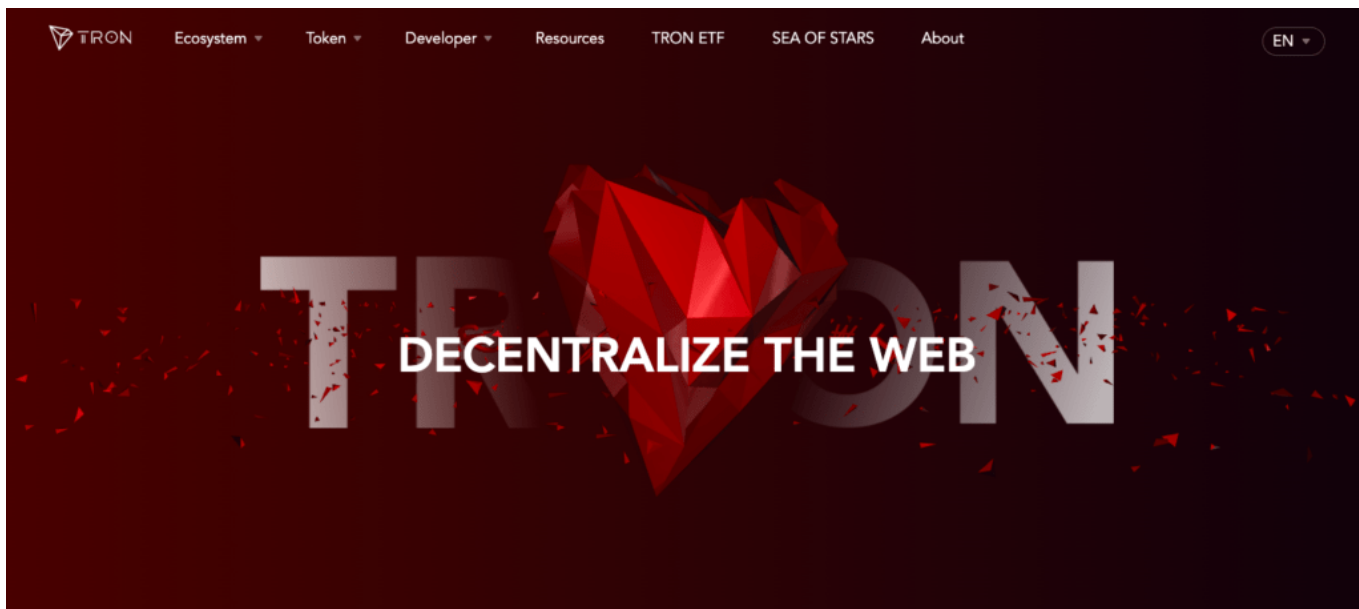 TRON Ecosystem Token Developer Resources TRON ETF SEA OF STARS About EN
TRON
DECENTRALIZE THE WEB